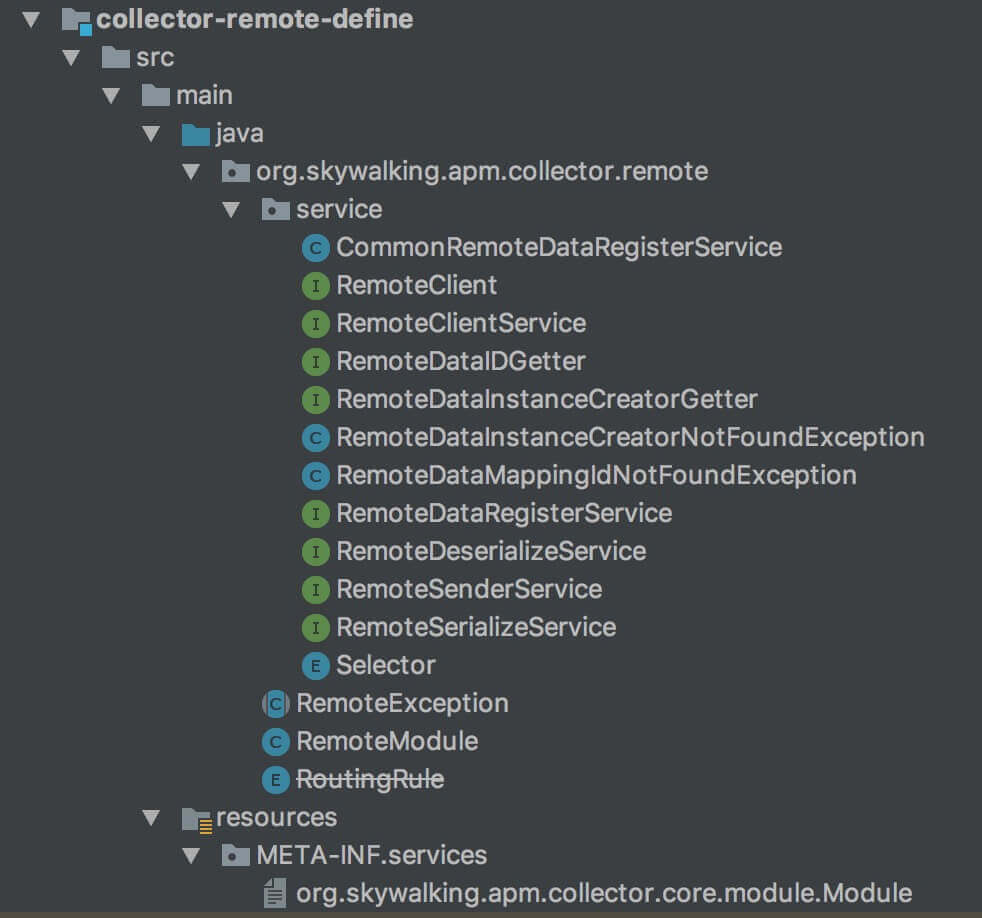 collector-remote-define
src
main
java
org.skywalking.apm.collector.remote
service
C CommonRemoteDataRegisterService
I RemoteClient
I RemoteClientService
I RemoteDataIDGetter
I RemoteDataInstanceCreatorGetter
C RemoteDataInstanceCreatorNotFoundException
C RemoteDataMappingIdNotFoundException
I RemoteDataRegisterService
I RemoteDeserializeService
I RemoteSenderService
I RemoteSerializeService
E Selector
C RemoteException
C RemoteModule
E RoutingRule
resources
META-INF.services
org.skywalking.apm.collector.core.module.Module